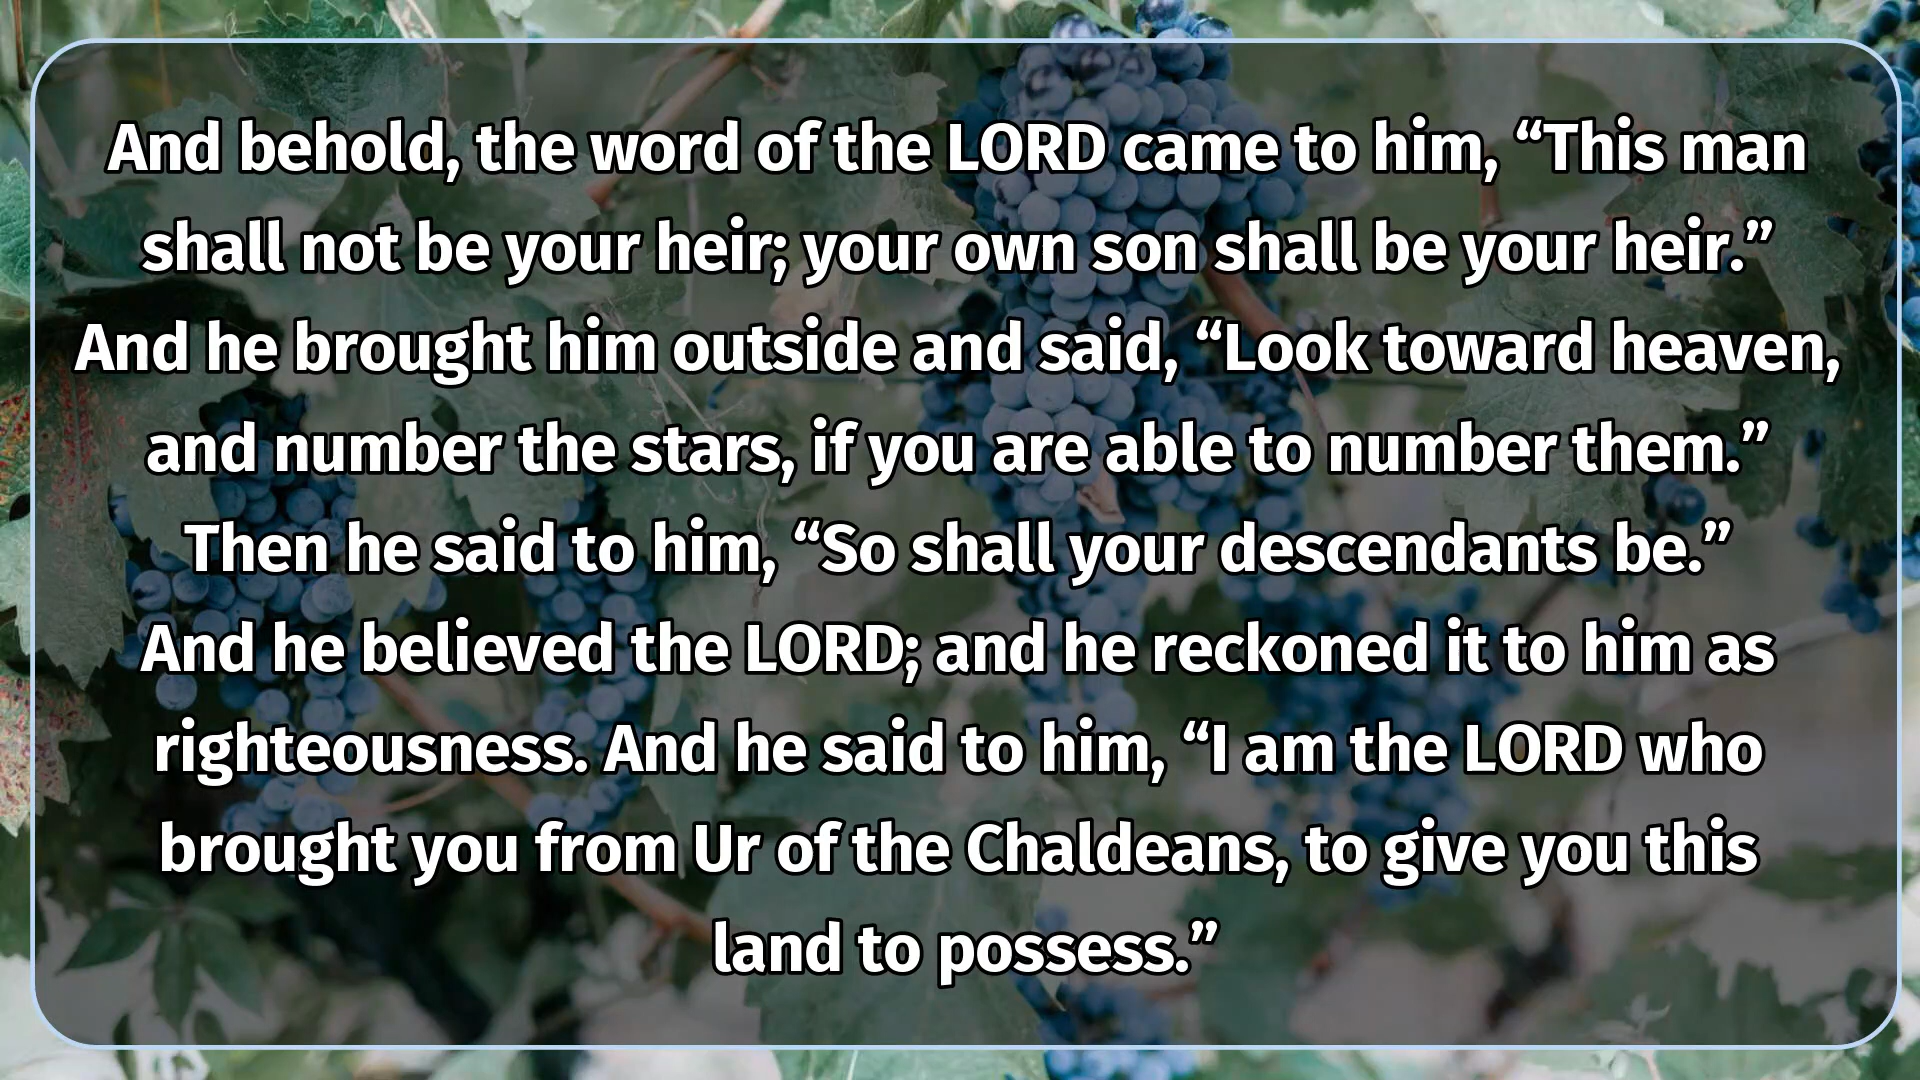 And behold, the word of the LORD came to him, “This man
shall not be your heir; your own son shall be your heir.”
And he brought him outside and said, “Look toward heaven,
and number the stars, if you are able to number them.”
Then he said to him, “So shall your descendants be.”
And he believed the LORD; and he reckoned it to him as
righteousness. And he said to him, “I am the LORD who
brought you from Ur of the Chaldeans, to give you this
land to possess.”